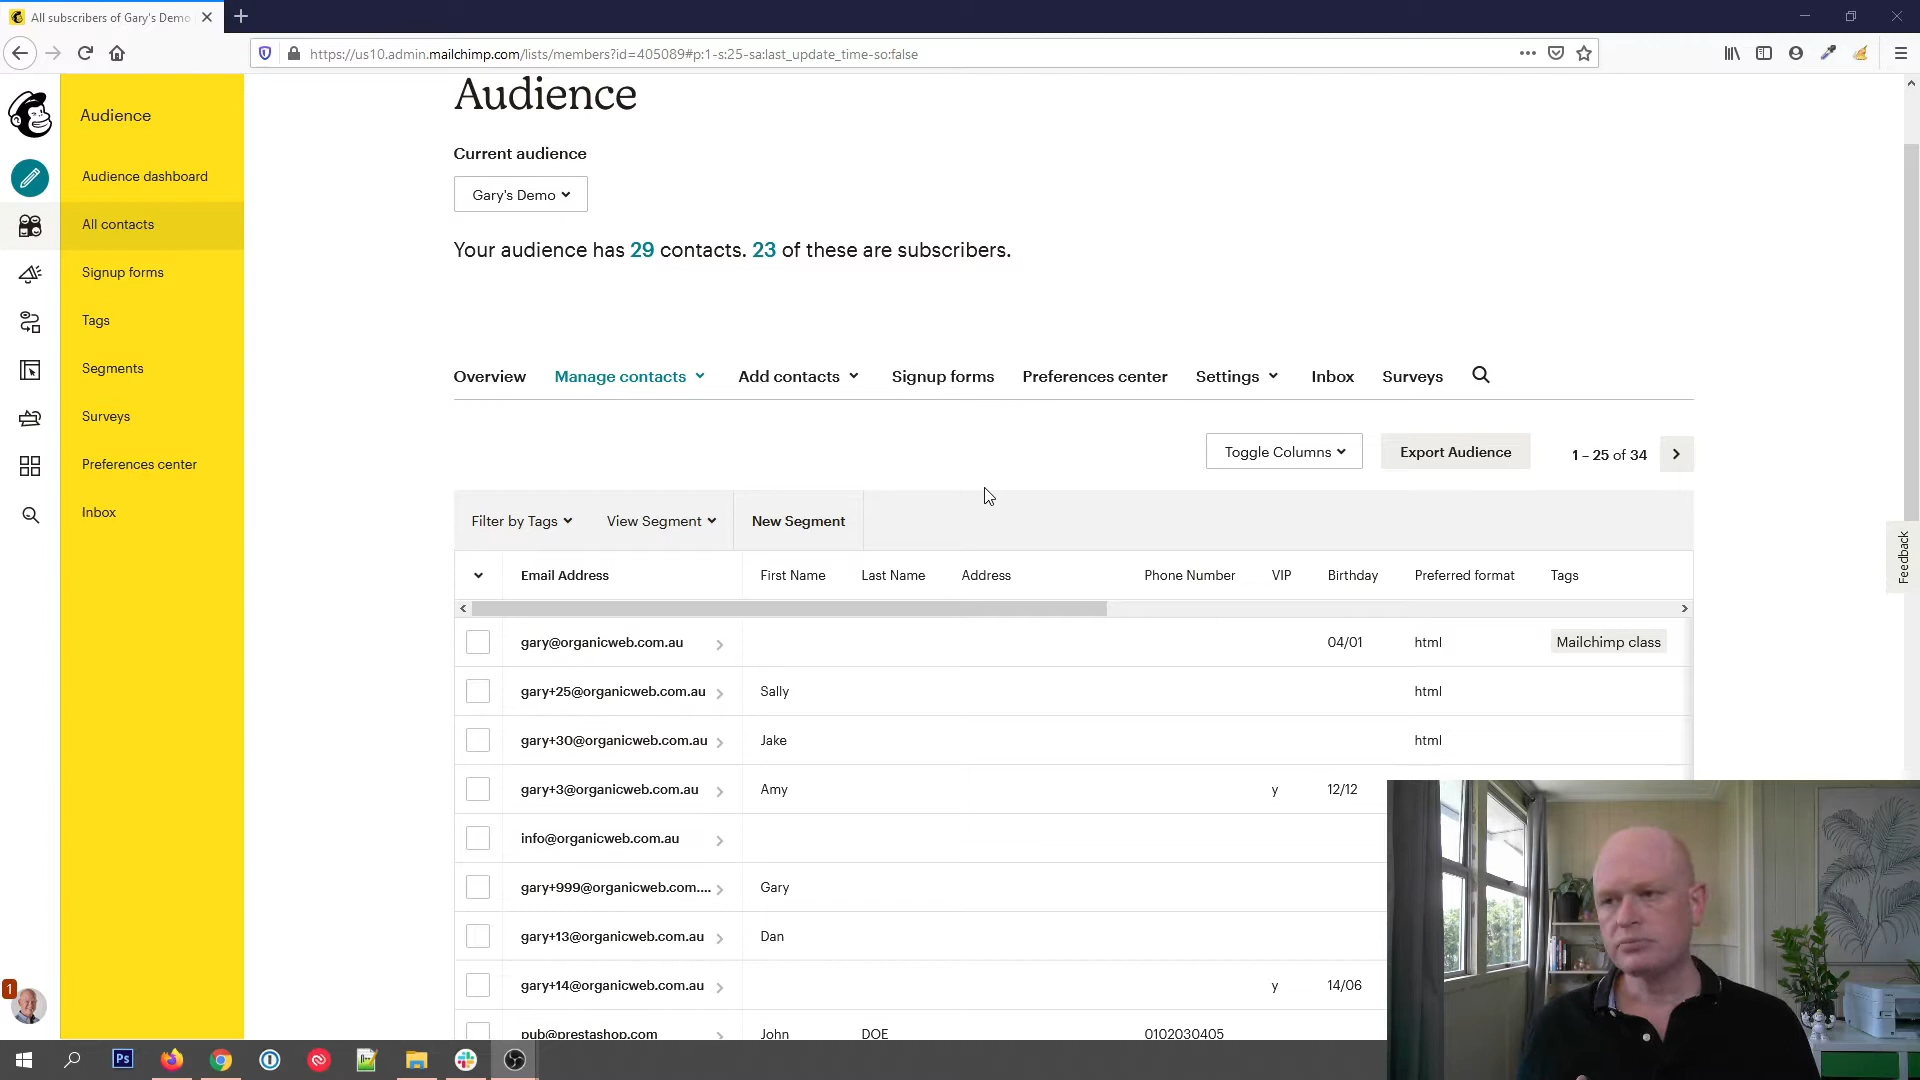 All subscribers of Gary's Demo
https://us10.admin.mailchimp.com/lists/members?id=405089#p:1-s:25-sa:last_update_time-so:false
Audience
Audience dashboard
All contacts
Signup forms
Tags
Segments
Surveys
Preferences center
Inbox
1
Audience
Current audience
Gary's Demo
Your audience has 29 contacts. 23 of these are subscribers.
Overview Manage contacts Add contacts Signup forms Preferences center Settings Inbox Surveys
Toggle Columns Export Audience 1 – 25 of 34
Filter by Tags View Segment New Segment
Email Address First Name Last Name Address Phone Number VIP Birthday Preferred format Tags
gary@organicweb.com.au 04/01 html Mailchimp class
gary+25@organicweb.com.au Sally html
gary+30@organicweb.com.au Jake html
gary+3@organicweb.com.au Amy y 12/12
info@organicweb.com.au
gary+999@organicweb.com.... Gary
gary+13@organicweb.com.au Dan
gary+14@organicweb.com.au y 14/06
pub@prestashop.com John DOE 0102030405
Feedback
Ps